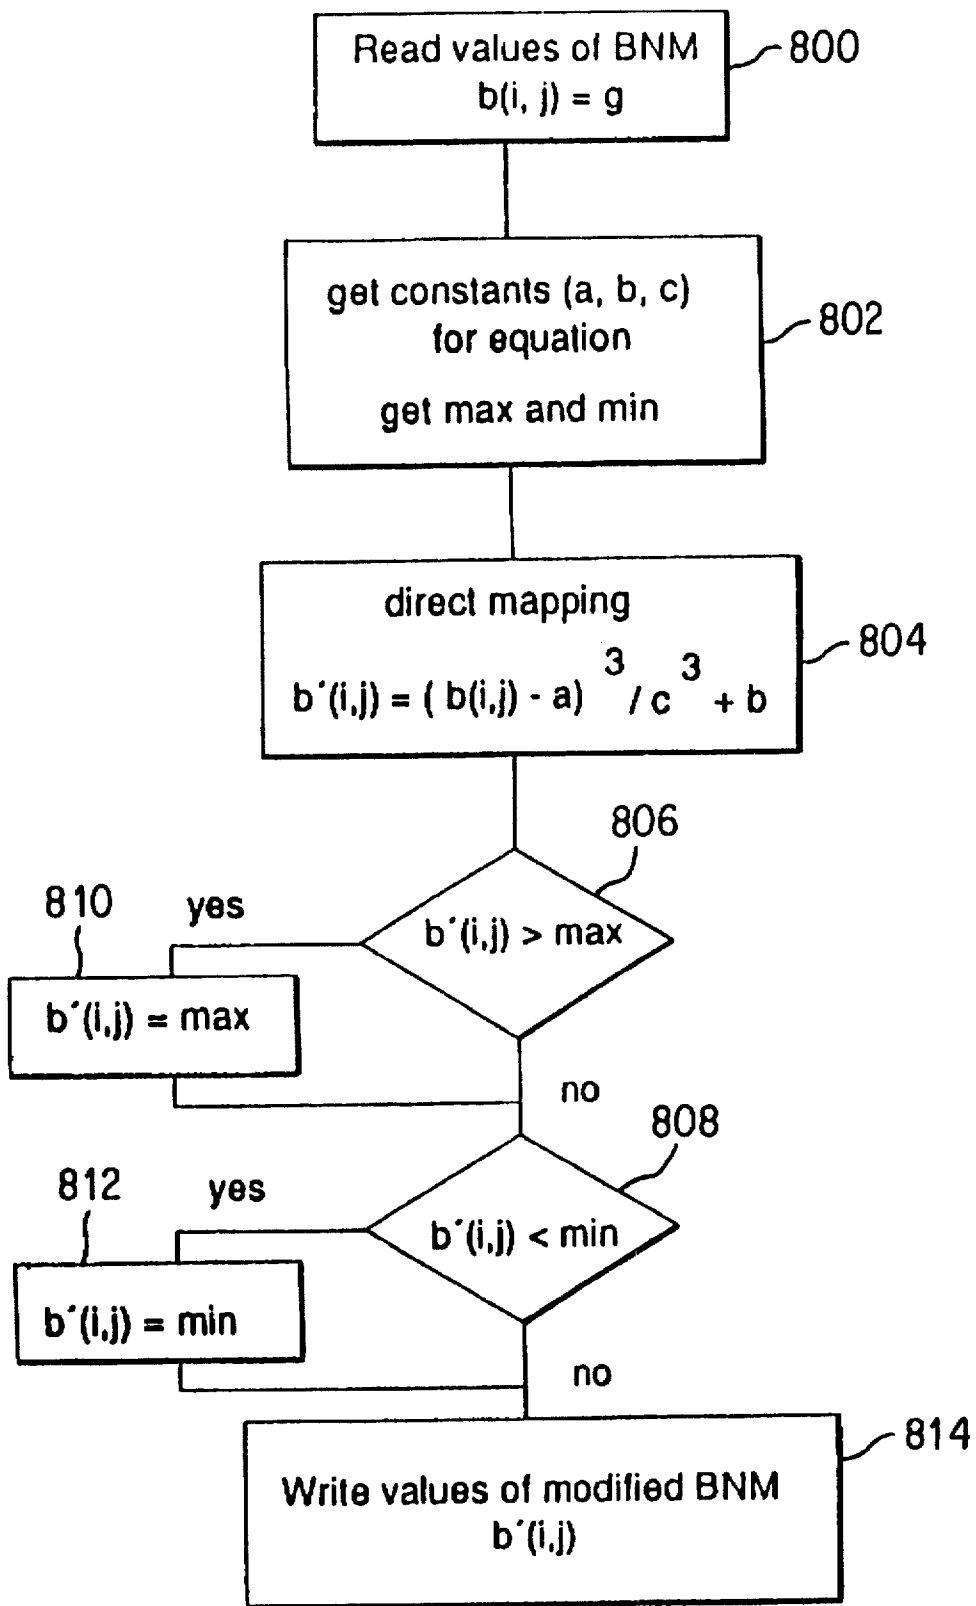 Read values of BNM
800
b(i, j) = g
get constants (a, b, c)
802
for equation
get max and min
direct mapping
804
b´(i,j) = ( b(i,j) - a) 3 / c 3 + b
806
810
yes
b´(i,j) > max
b´(i,j) = max
no
808
812
yes
b´(i,j) < min
b´(i,j) = min
no
814
Write values of modified BNM
b´(i,j)